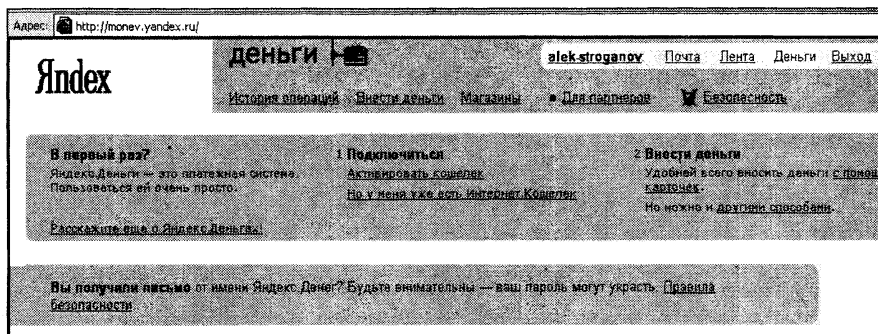 Адрес: http://money.yandex.ru/
Яndex
деньги
alek-stroganov Почта Лента Деньги Выход
История операций Внести деньги Магазины Для партнеров Безопасность
В первый раз?
Яндекс.Деньги — это платежная система.
Пользоваться ей очень просто.
Расскажите еще о Яндекс.Деньгах!
1 Подключиться
Активировать кошелек
Но у меня уже есть Интернет.Кошелек
2 Внести деньги
Удобней всего вносить деньги с помощ
карточек.
Но можно и другими способами.
Вы получили письмо от имени Яндекс.Денег? Будьте внимательны — ваш пароль могут украсть. Правила
безопасности